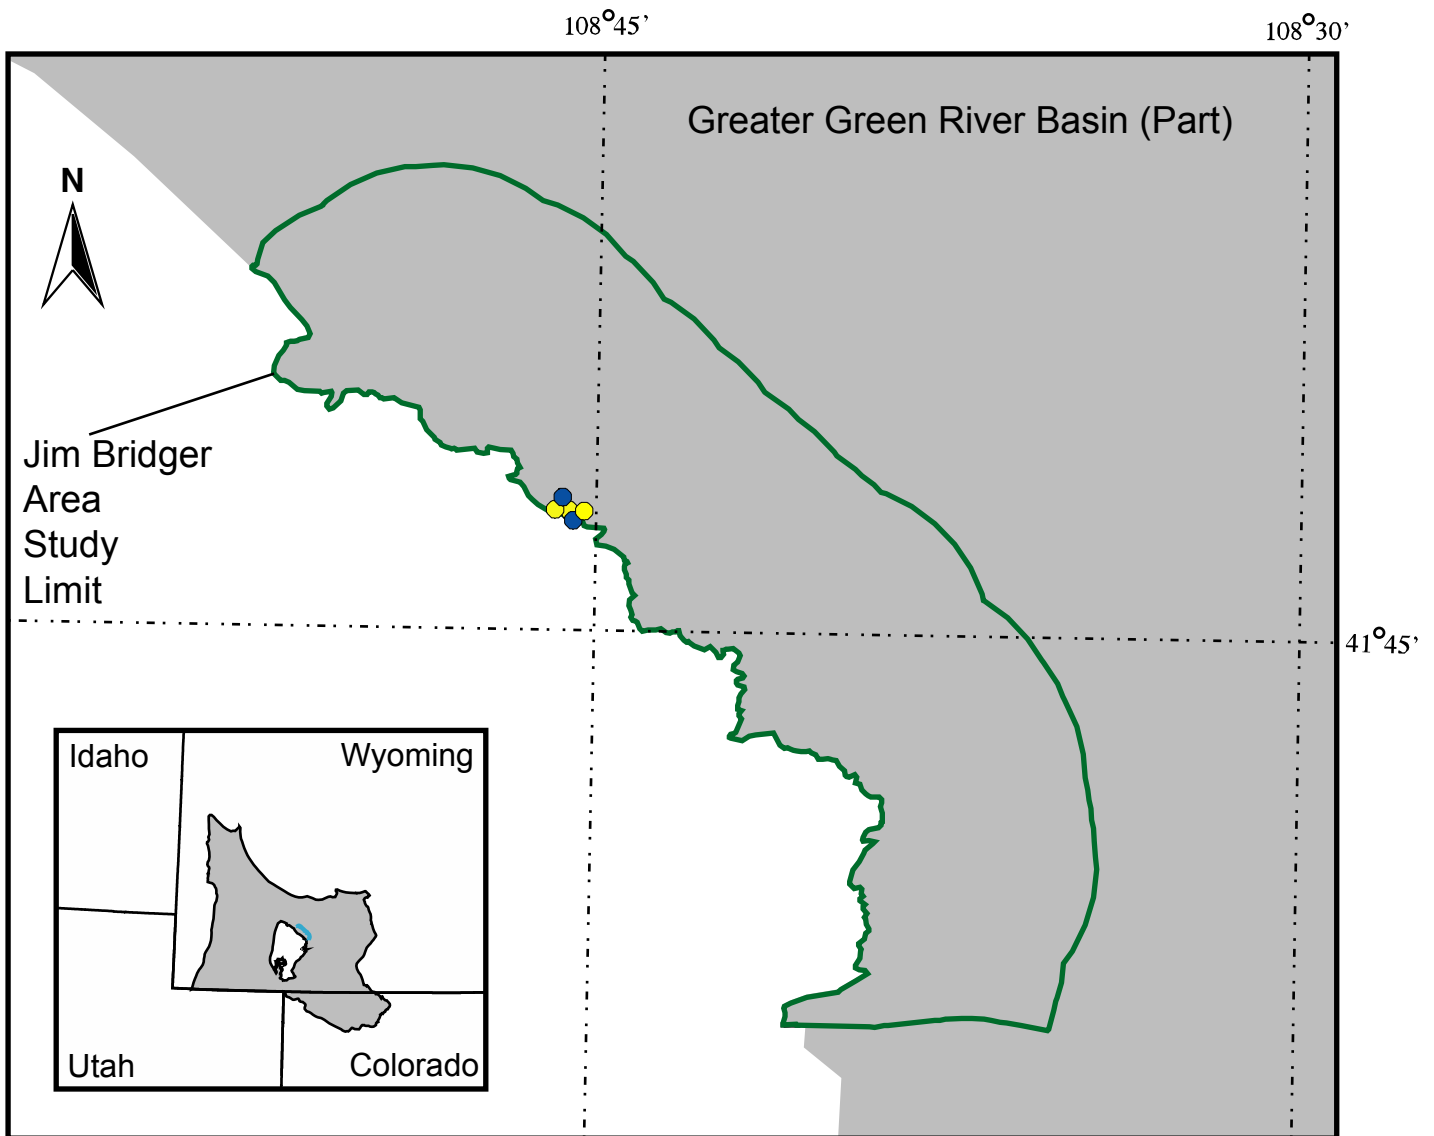 108°45’
108°30’
Greater Green River Basin (Part)
N
Jim Bridger
Area
Study
Limit
41°45’
Idaho
Wyoming
Utah
Colorado